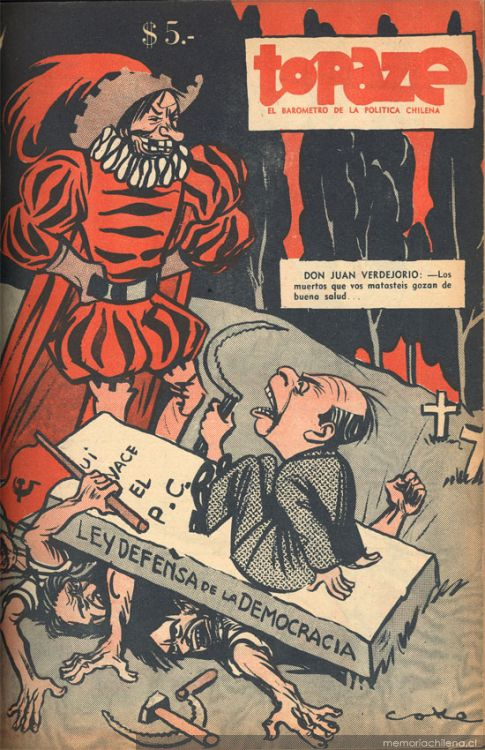 $ 5.-
topaze
EL BAROMETRO DE LA POLITICA CHILENA
DON JUAN VERDEJORIO: —Los
muertos que vos matasteis gozan de
buena salud...
UI
YACE
EL
P.C.
LEY DEFENSA DE LA DEMOCRACIA
coke
memoriachilena.cl